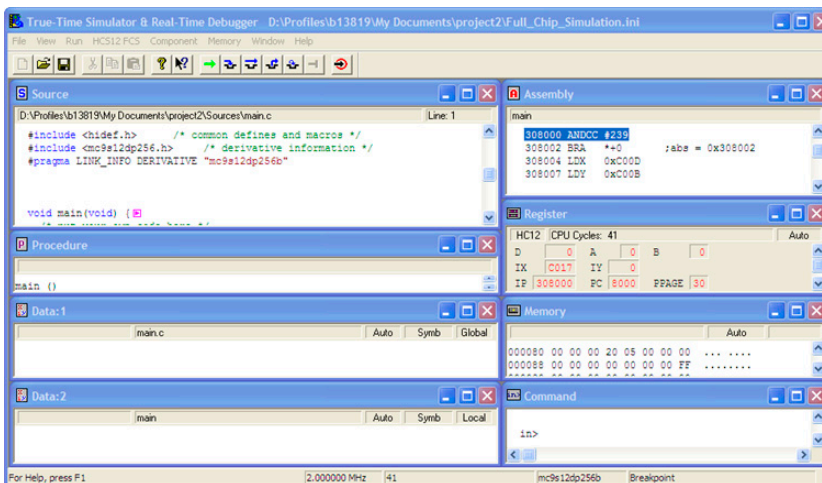 True-Time Simulator & Real-Time Debugger D:\Profiles\b13819\My Documents\project2\Full_Chip_Simulation.ini
File View Run HCS12 FCS Component Memory Window Help
Source
D:\Profiles\b13819\My Documents\project2\Sources\main.c Line: 1
#include <hidef.h> /* common defines and macros */
#include <mc9s12dp256.h> /* derivative information */
#pragma LINK_INFO DERIVATIVE "mc9s12dp256b"
void main(void) {
Procedure
main ()
Data:1
main.c Auto Symb Global
Data:2
main Auto Symb Local
Assembly
main
308000 ANDCC #239
308002 BRA *+0 ;abs = 0x308002
308004 LDX 0xC00D
308007 LDY 0xC00B
Register
HC12 CPU Cycles: 41 Auto
D 0 A 0 B 0
IX C017 IY 0
IP 308000 PC 8000 PPAGE 30
Memory
Auto
000080 00 00 00 20 05 00 00 00 ... ....
000088 00 00 00 00 00 00 00 FF ........
Command
in>
For Help, press F1 2.000000 MHz 41 mc9s12dp256b Breakpoint